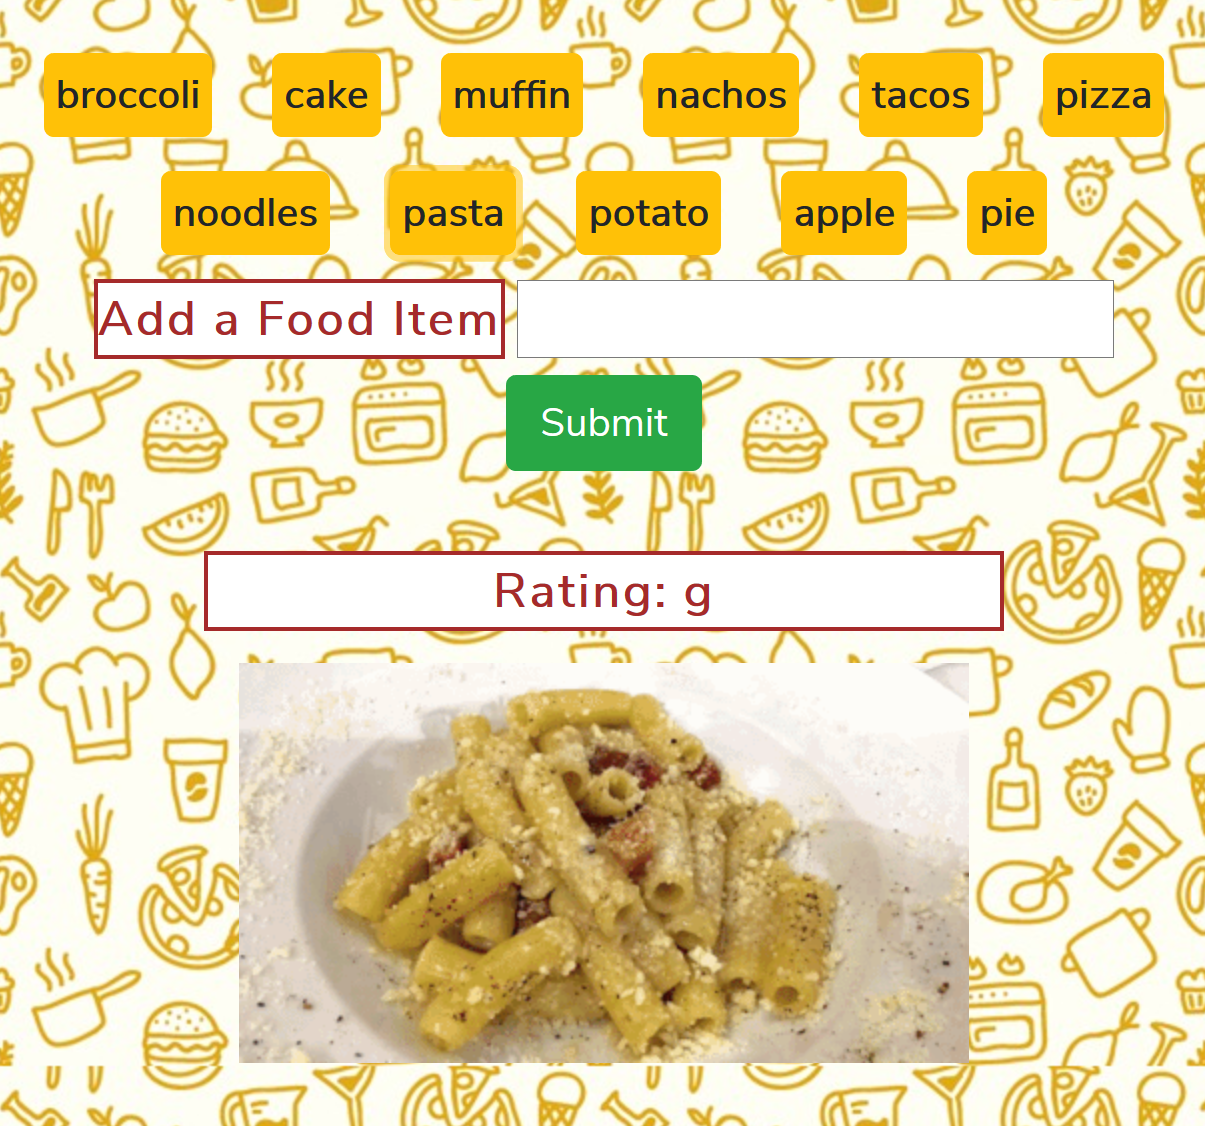 broccoli cake muffin nachos tacos pizza
noodles pasta potato apple pie
Add a Food Item
Submit
Rating: g